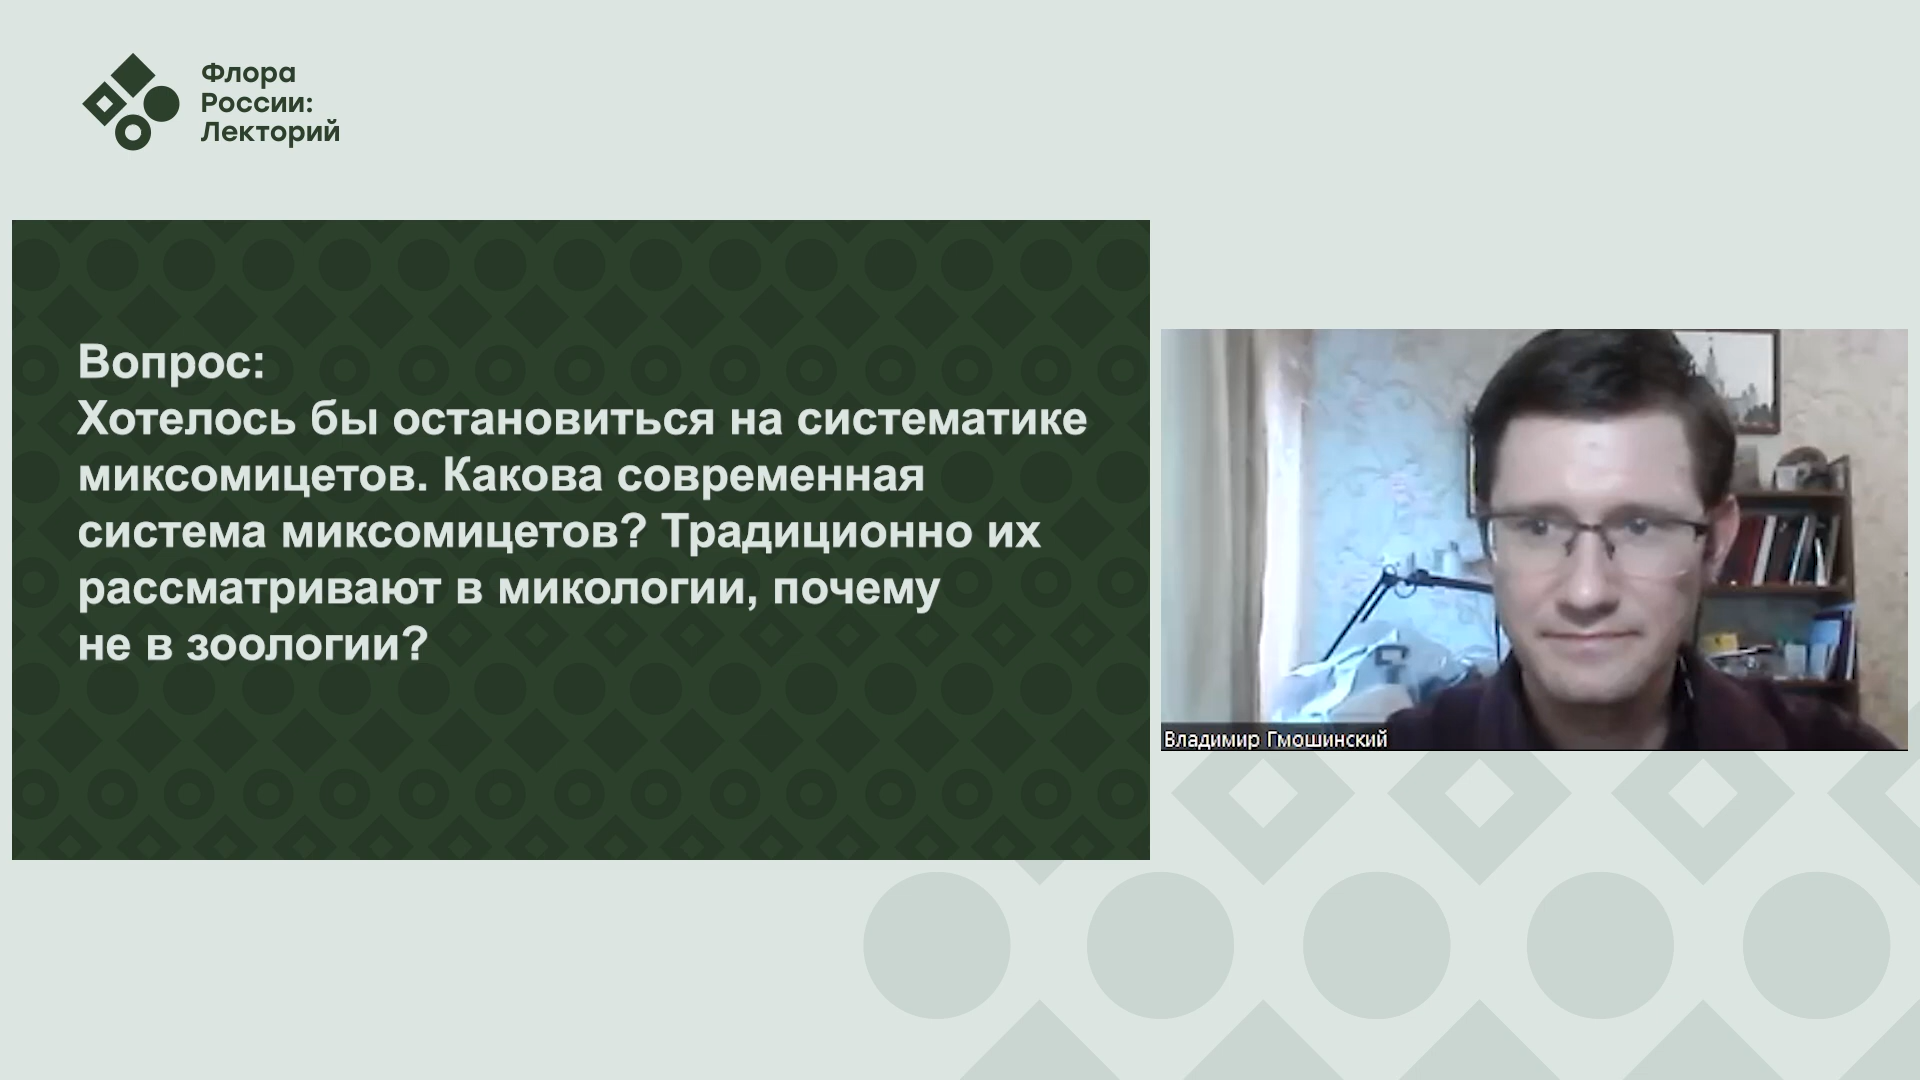 Флора
России:
Лекторий
Вопрос:
Хотелось бы остановиться на систематике
миксомицетов. Какова современная
система миксомицетов? Традиционно их
рассматривают в микологии, почему
не в зоологии?
Владимир Гмошинский